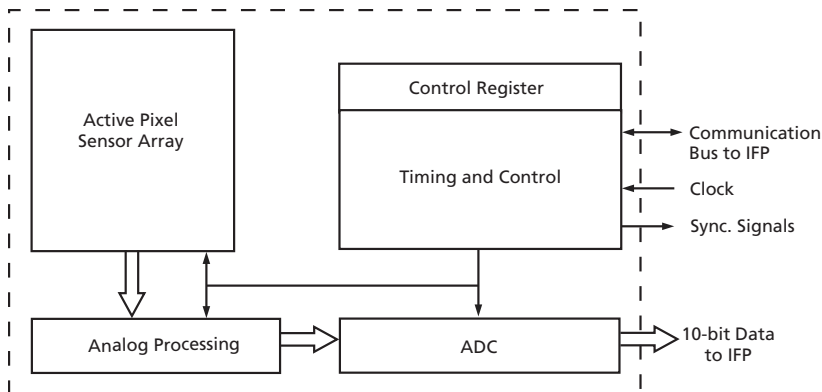 Active Pixel
Sensor Array
Control Register
Timing and Control
Communication
Bus to IFP
Clock
Sync. Signals
Analog Processing
ADC
10-bit Data
to IFP